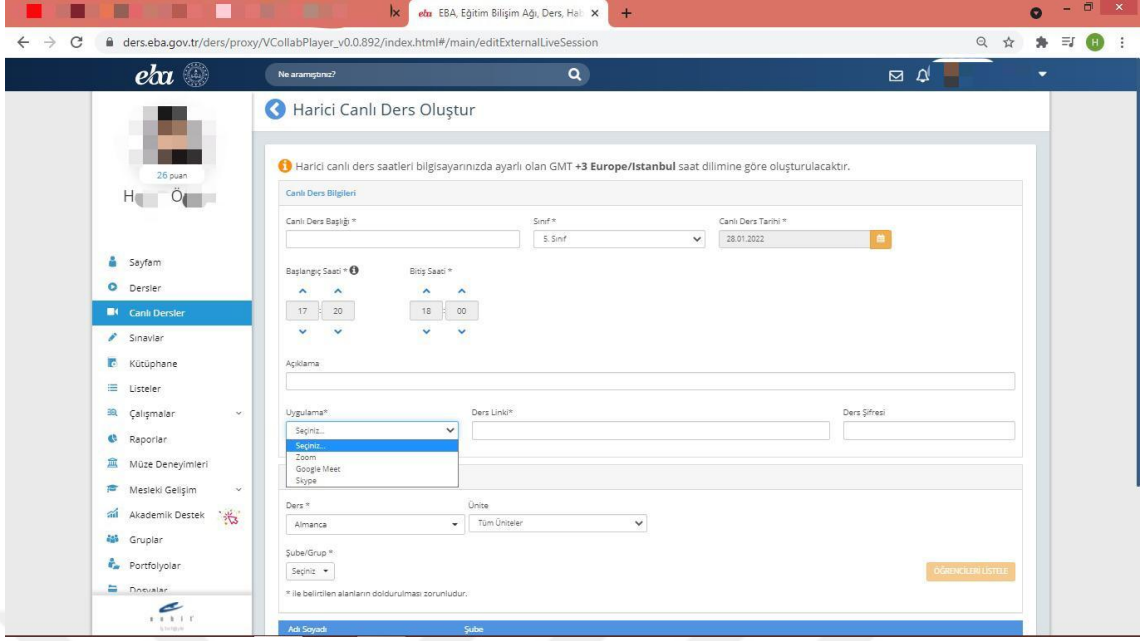 eba EBA, Eğitim Bilişim Ağı, Ders, Hab
ders.eba.gov.tr/ders/proxy/VCollabPlayer_v0.0.892/index.html#/main/editExternalLiveSession
H
eba
Ne aramıştınız?
Harici Canlı Ders Oluştur
26 puan
H Ö
Harici canlı ders saatleri bilgisayarınızda ayarlı olan GMT +3 Europe/Istanbul saat dilimine göre oluşturulacaktır.
Canlı Ders Bilgileri
Canlı Ders Başlığı * Sınıf * Canlı Ders Tarihi *
5. Sınıf 28.01.2022
Başlangıç Saati * Bitiş Saati *
17 : 20 18 : 00
Açıklama
Uygulama* Ders Linki* Ders Şifresi
Seçiniz...
Seçiniz...
Zoom
Google Meet
Skype
Ders * Ünite
Almanca Tüm Üniteler
Şube/Grup *
Seçiniz ÖĞRENCİLERİ LİSTELE
* ile belirtilen alanların doldurulması zorunludur.
Adı Soyadı Şube
Sayfam
Dersler
Canlı Dersler
Sınavlar
Kütüphane
Listeler
Çalışmalar
Raporlar
Müze Deneyimleri
Mesleki Gelişim
Akademik Destek
Gruplar
Portfolyolar
Dosyalar